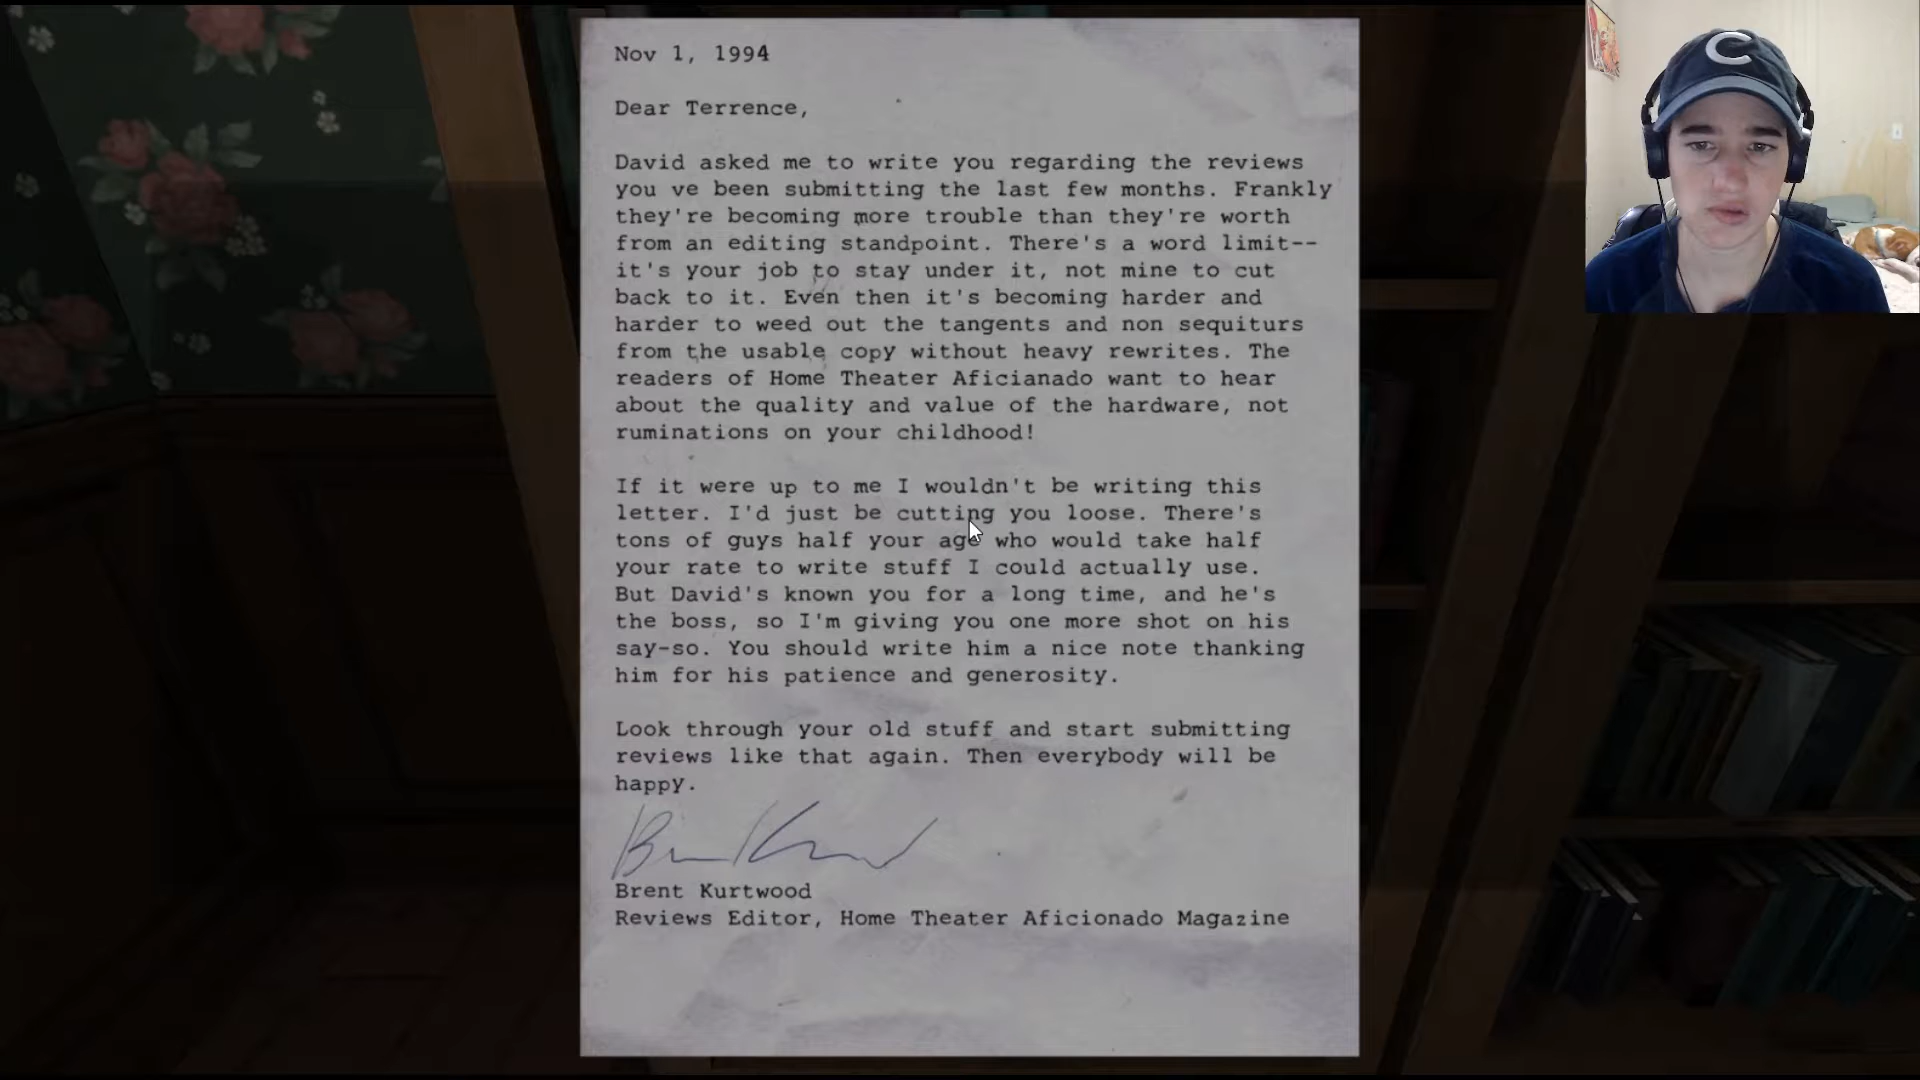 Nov 1, 1994
Dear Terrence,
David asked me to write you regarding the reviews
you ve been submitting the last few months. Frankly
they're becoming more trouble than they're worth
from an editing standpoint. There's a word limit--
it's your job to stay under it, not mine to cut
back to it. Even then it's becoming harder and
harder to weed out the tangents and non sequiturs
from the usable copy without heavy rewrites. The
readers of Home Theater Aficianado want to hear
about the quality and value of the hardware, not
ruminations on your childhood!
If it were up to me I wouldn't be writing this
letter. I'd just be cutting you loose. There's
tons of guys half your age who would take half
your rate to write stuff I could actually use.
But David's known you for a long time, and he's
the boss, so I'm giving you one more shot on his
say-so. You should write him a nice note thanking
him for his patience and generosity.
Look through your old stuff and start submitting
reviews like that again. Then everybody will be
happy.
Brent Kurtwood
Reviews Editor, Home Theater Aficionado Magazine
C